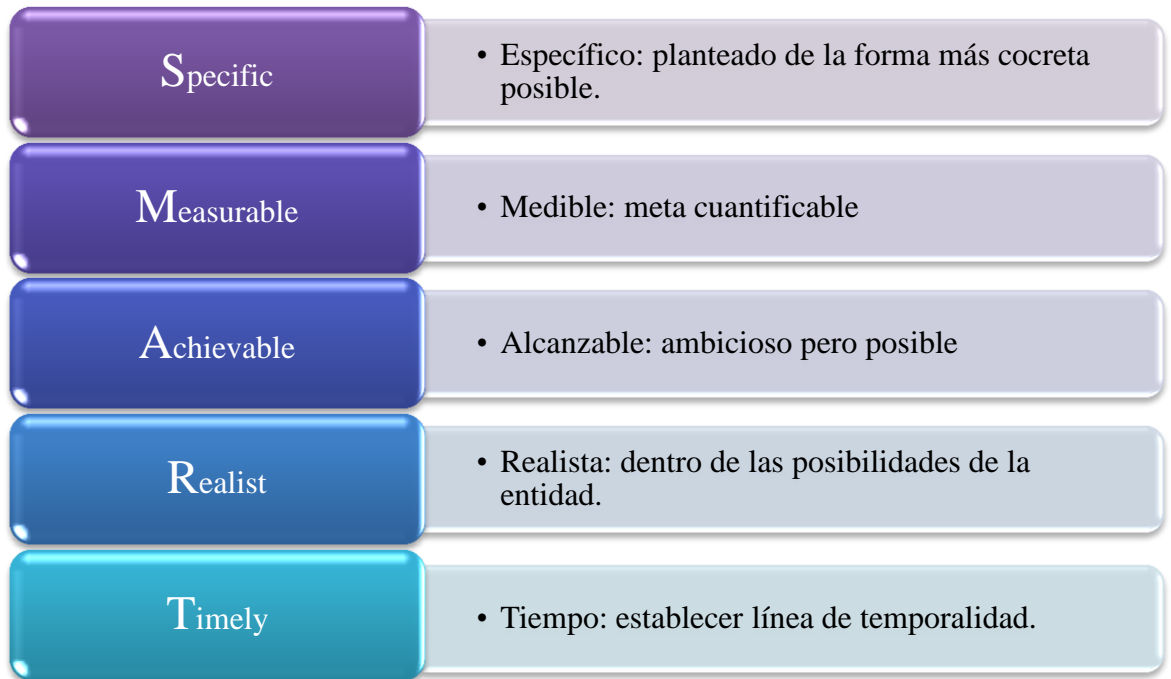 Specific
• Específico: planteado de la forma más cocreta
posible.
Measurable
• Medible: meta cuantificable
Achievable
• Alcanzable: ambicioso pero posible
Realist
• Realista: dentro de las posibilidades de la
entidad.
Timely
• Tiempo: establecer línea de temporalidad.